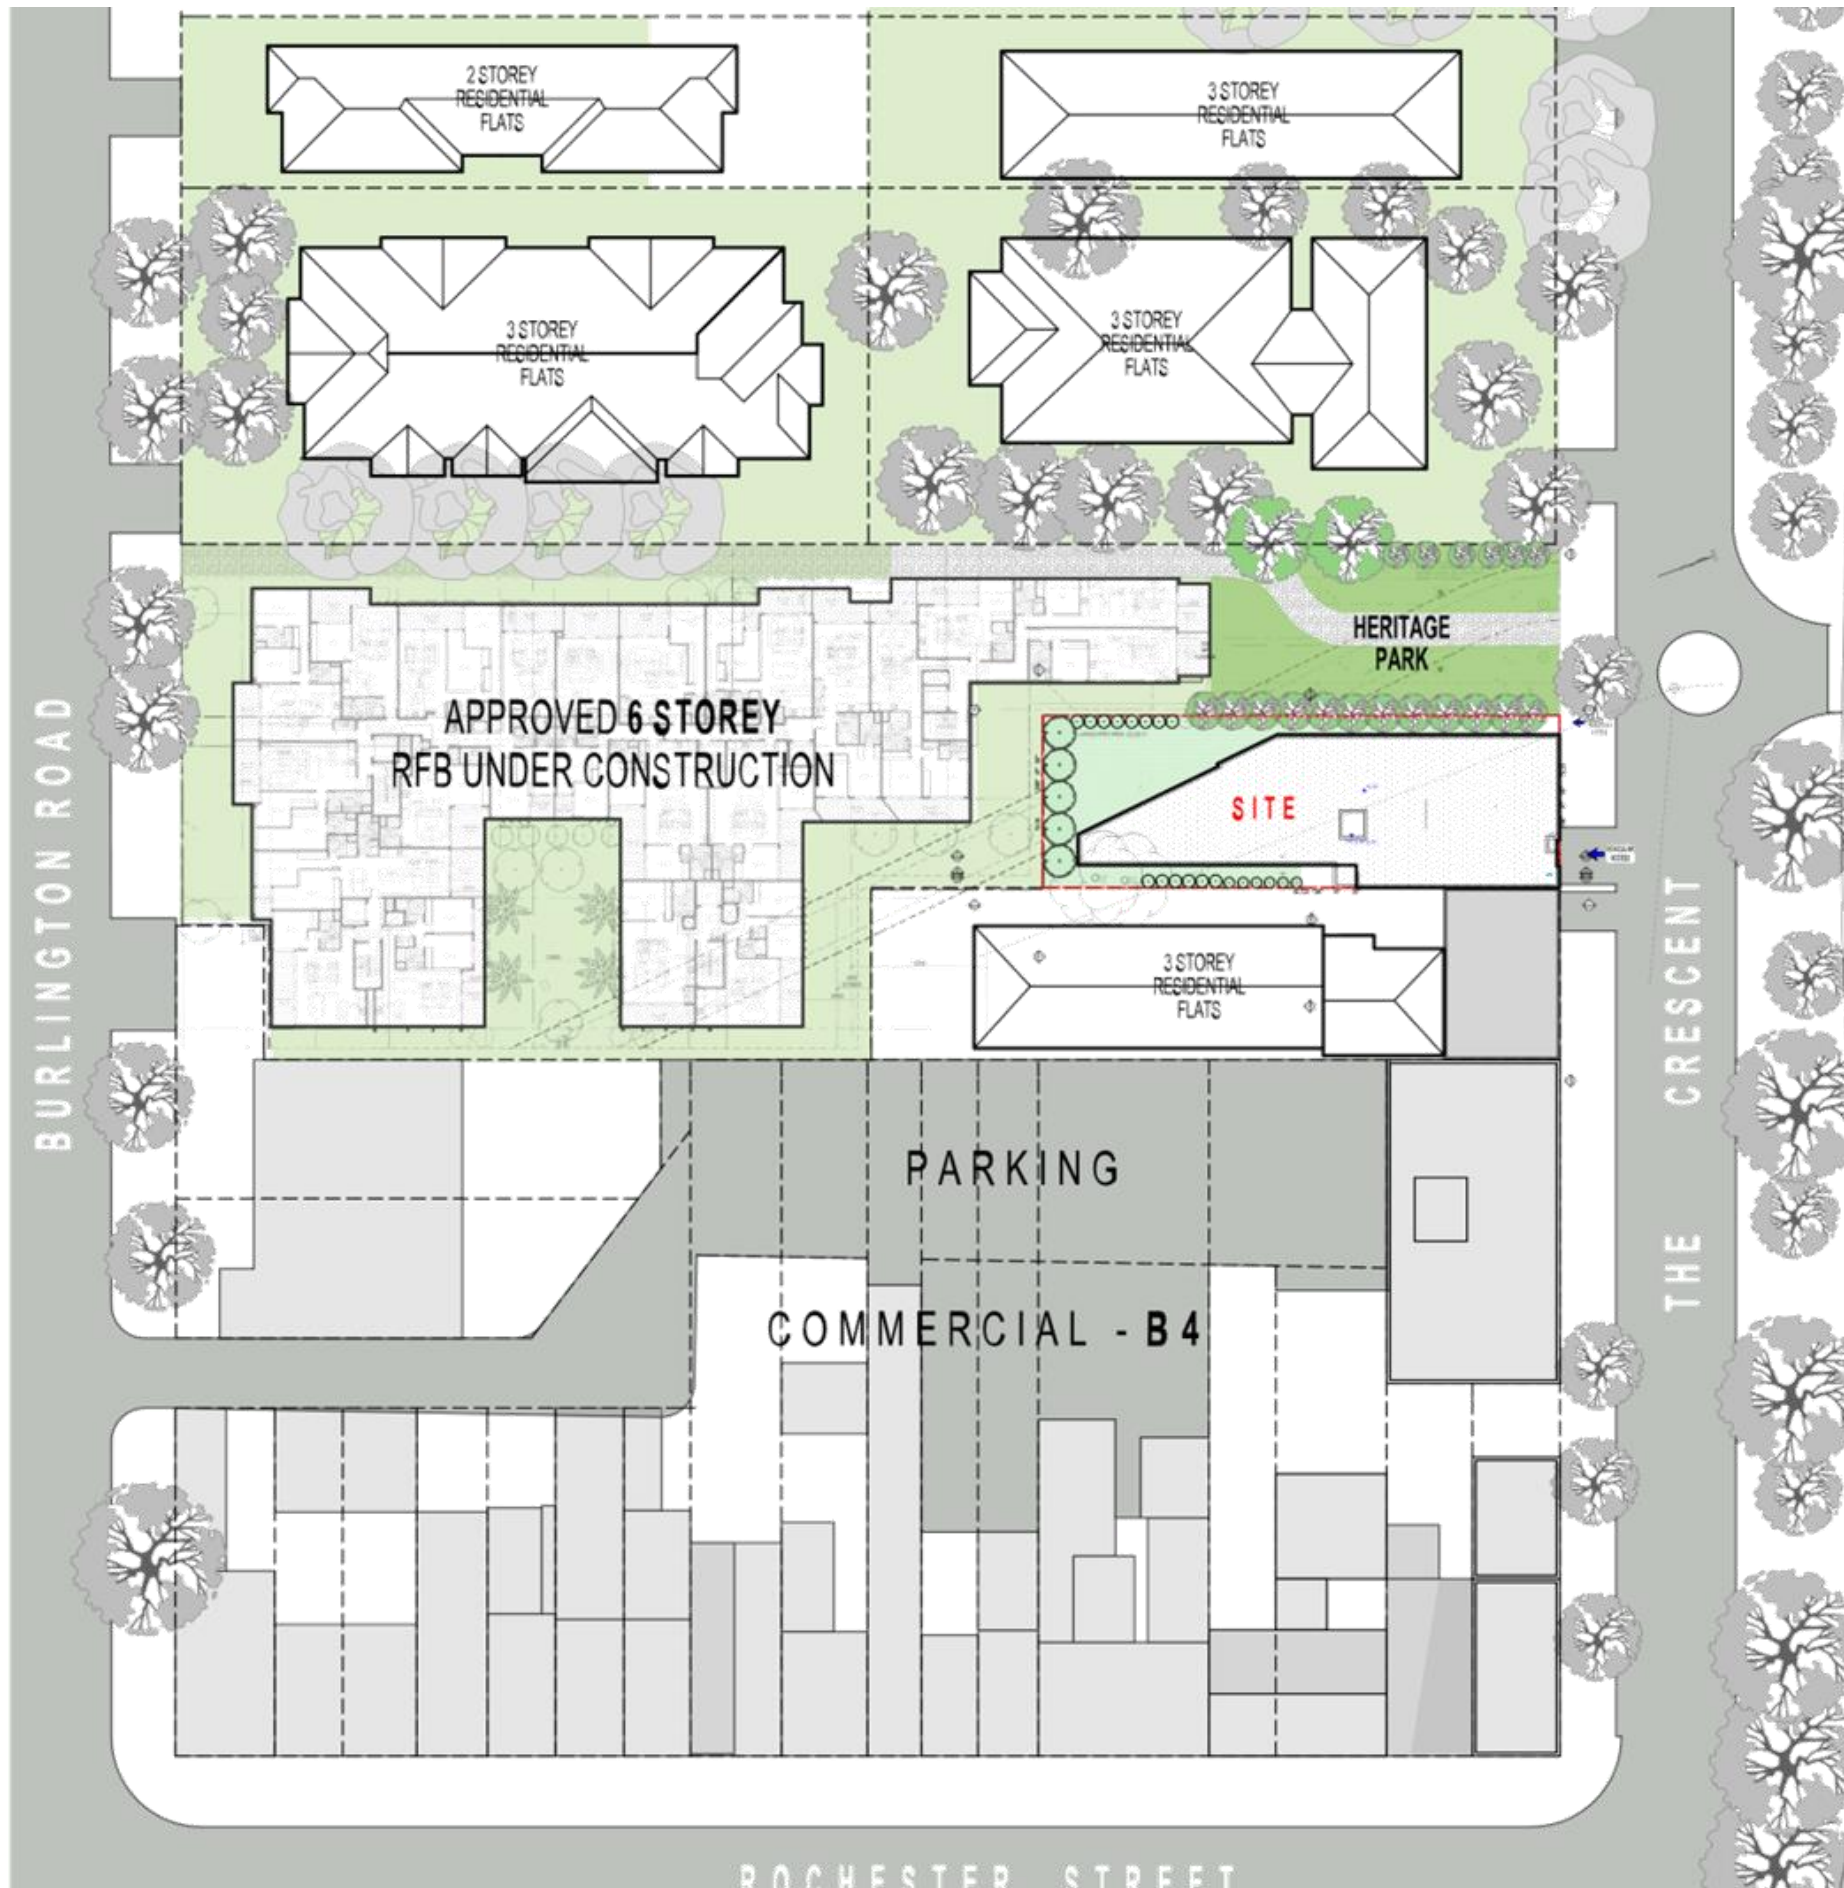 2 STOREY
RESIDENTIAL
FLATS
3 STOREY
RESIDENTIAL
FLATS
3 STOREY
RESIDENTIAL
FLATS
3 STOREY
RESIDENTIAL
FLATS
HERITAGE
PARK
APPROVED 6 STOREY
RFB UNDER CONSTRUCTION
SITE
3 STOREY
RESIDENTIAL
FLATS
BURLINGTON ROAD
THE CRESCENT
PARKING
COMMERCIAL - B4
ROCHESTER STREET